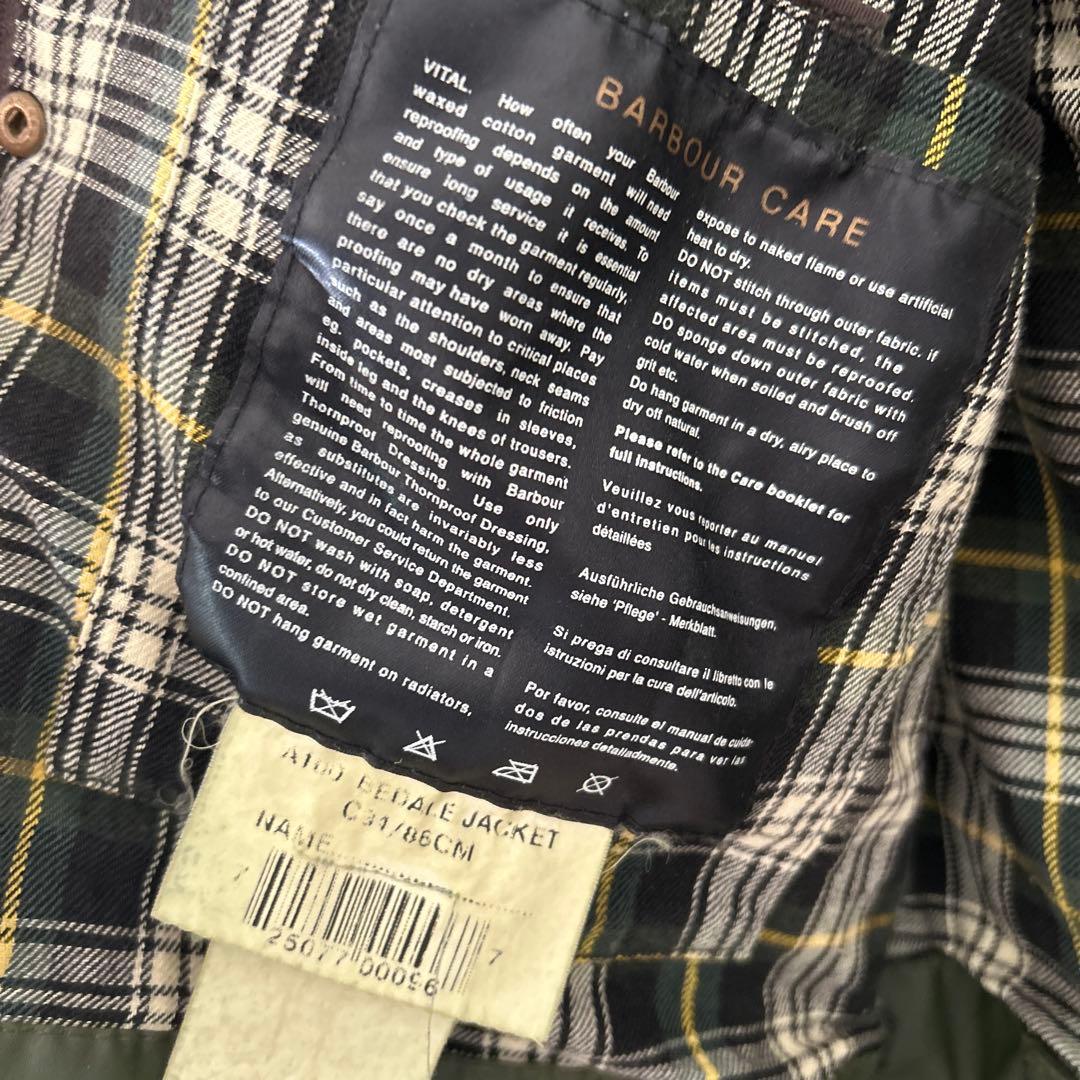 BARBOUR CARE
VITAL. How often your Barbour
waxed cotton garment will need
reproofing depends on the amount
and type of usage it receives. To
ensure long service it is essential
that you check the garment regularly,
say once a month to ensure that
there are no dry areas where the
proofing may have worn away. Pay
particular attention to critical places
such as the shoulders, neck seams
and areas most subjected to friction
eg. pockets, creases in sleeves,
inside leg and the knees of trousers.
From time to time the whole garment
will need reproofing with Barbour
Thornproof Dressing. Use only
genuine Barbour Thornproof Dressing,
as substitutes are invariably less
effective and in fact harm the garment.
Alternatively, you could return the garment
to our Customer Service Department.
DO NOT wash with soap, detergent
or hot water, do not dry clean, starch or iron.
DO NOT store wet garment in a
confined area.
DO NOT hang garment on radiators,
expose to naked flame or use artificial
heat to dry.
DO NOT stitch through outer fabric. if
items must be stitched, the
affected area must be reproofed.
DO sponge down outer fabric with
cold water when soiled and brush off
grit etc.
Do hang garment in a dry, airy place to
dry off natural.
Please refer to the Care booklet for
full instructions.
Veuillez vous reporter au manuel
d'entretien pour les instructions
détaillées
Ausführliche Gebrauchsanweisungen,
siehe 'Pflege' - Merkblatt.
Si prega di consultare il libretto con le
istruzioni per la cura dell'articolo.
Por favor, consulte el manual de cuida-
dos de las prendas para ver las
instrucciones detalladmente.
A100 BEDALE JACKET
C34/86CM
NAME
7 25077 00096 7